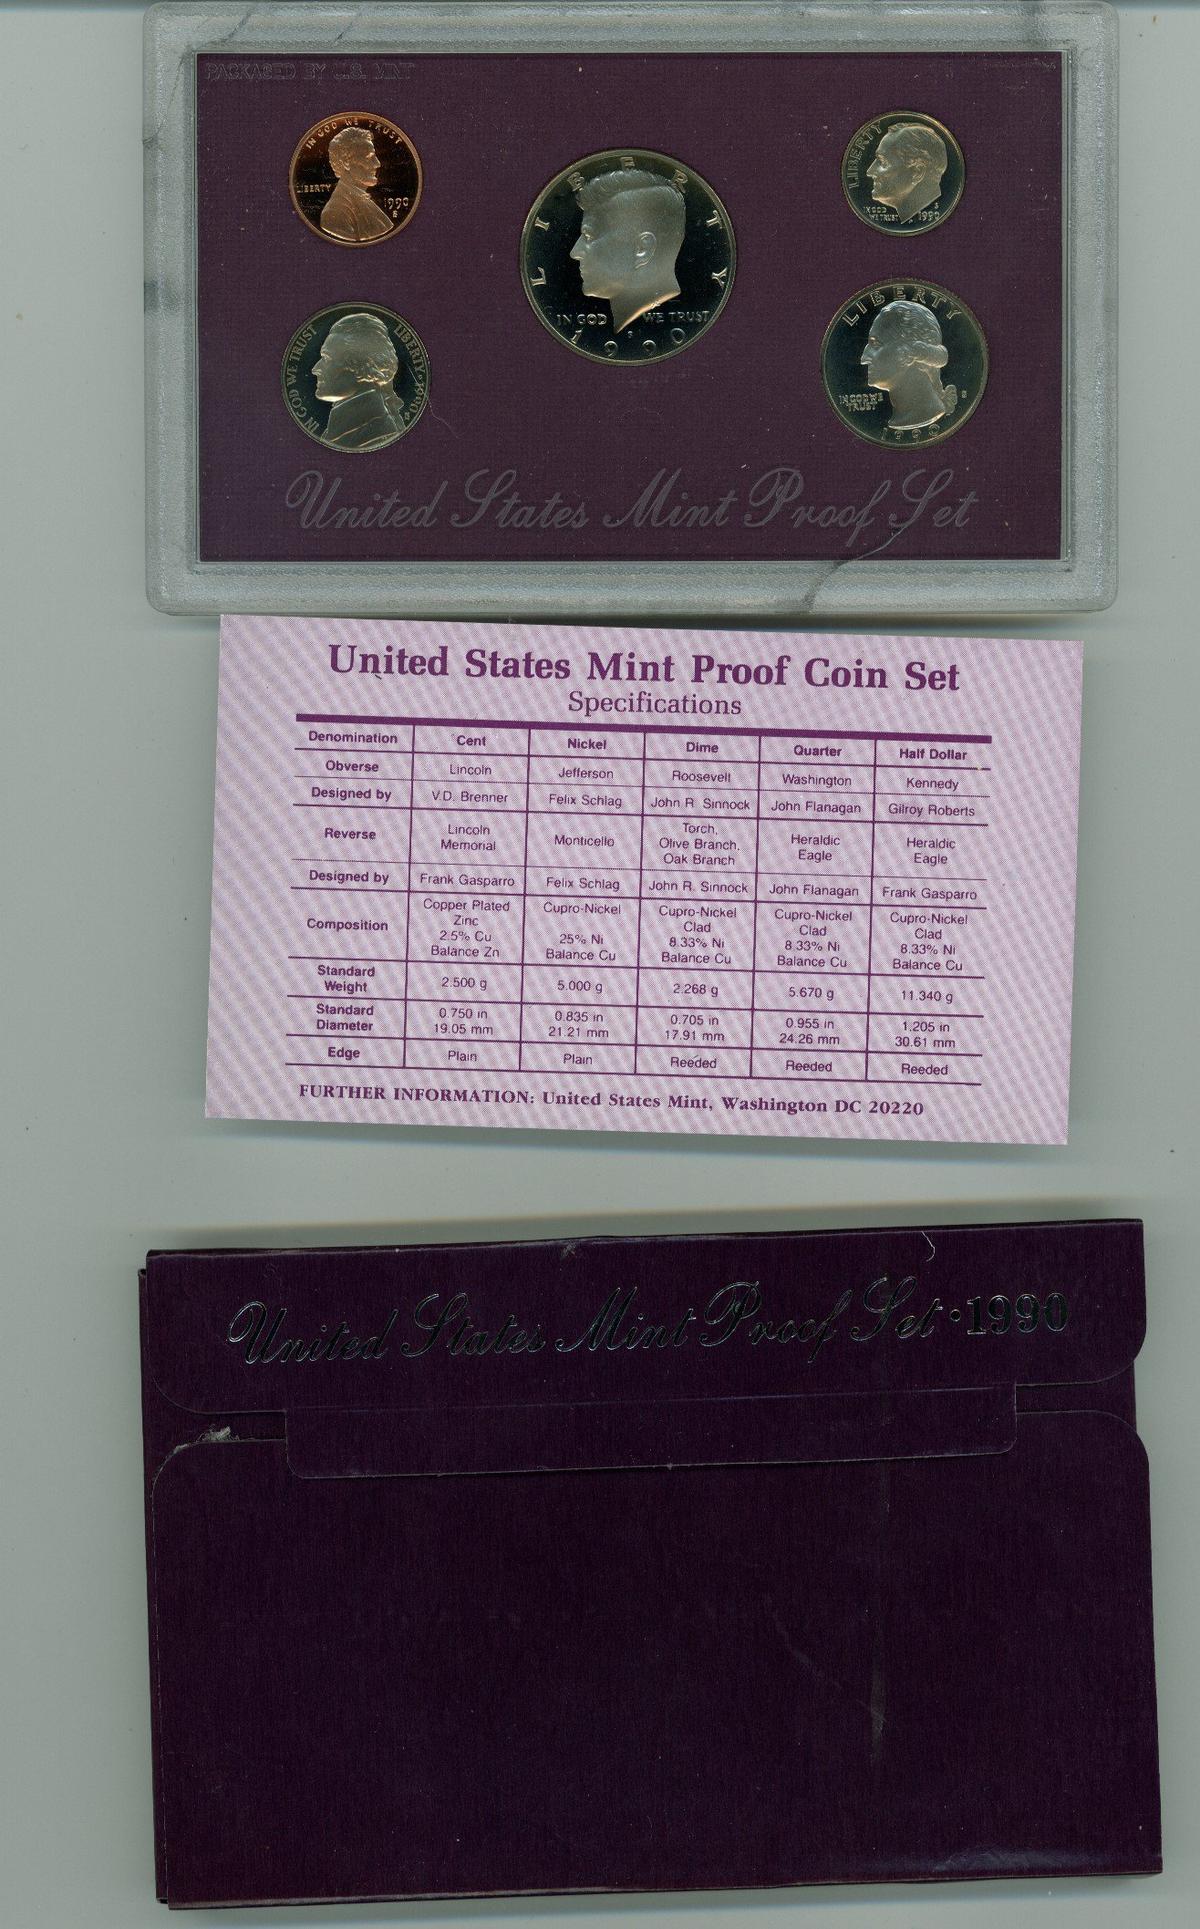 PACKAGED BY U.S. MINT
IN GOD WE TRUST
LIBERTY
1990
S
LIBERTY
IN GOD WE TRUST
S
1990
LIBERTY
IN GOD
WE TRUST
S
1990
IN GOD WE TRUST
LIBERTY · 1990
S
LIBERTY
IN GOD WE
TRUST
S
1990
United States Mint Proof Set
United States Mint Proof Coin Set
Specifications
Denomination Cent Nickel Dime Quarter Half Dollar
Obverse Lincoln Jefferson Roosevelt Washington Kennedy
Designed by V.D. Brenner Felix Schlag John R. Sinnock John Flanagan Gilroy Roberts
Reverse Lincoln Memorial Monticello Torch, Olive Branch, Oak Branch Heraldic Eagle Heraldic Eagle
Designed by Frank Gasparro Felix Schlag John R. Sinnock John Flanagan Frank Gasparro
Composition Copper Plated Zinc 2.5% Cu Balance Zn Cupro-Nickel 25% Ni Balance Cu Cupro-Nickel Clad 8.33% Ni Balance Cu Cupro-Nickel Clad 8.33% Ni Balance Cu Cupro-Nickel Clad 8.33% Ni Balance Cu
Standard Weight 2.500 g 5.000 g 2.268 g 5.670 g 11.340 g
Standard Diameter 0.750 in 19.05 mm 0.835 in 21.21 mm 0.705 in 17.91 mm 0.955 in 24.26 mm 1.205 in 30.61 mm
Edge Plain Plain Reeded Reeded Reeded
FURTHER INFORMATION: United States Mint, Washington DC 20220
United States Mint Proof Set · 1990